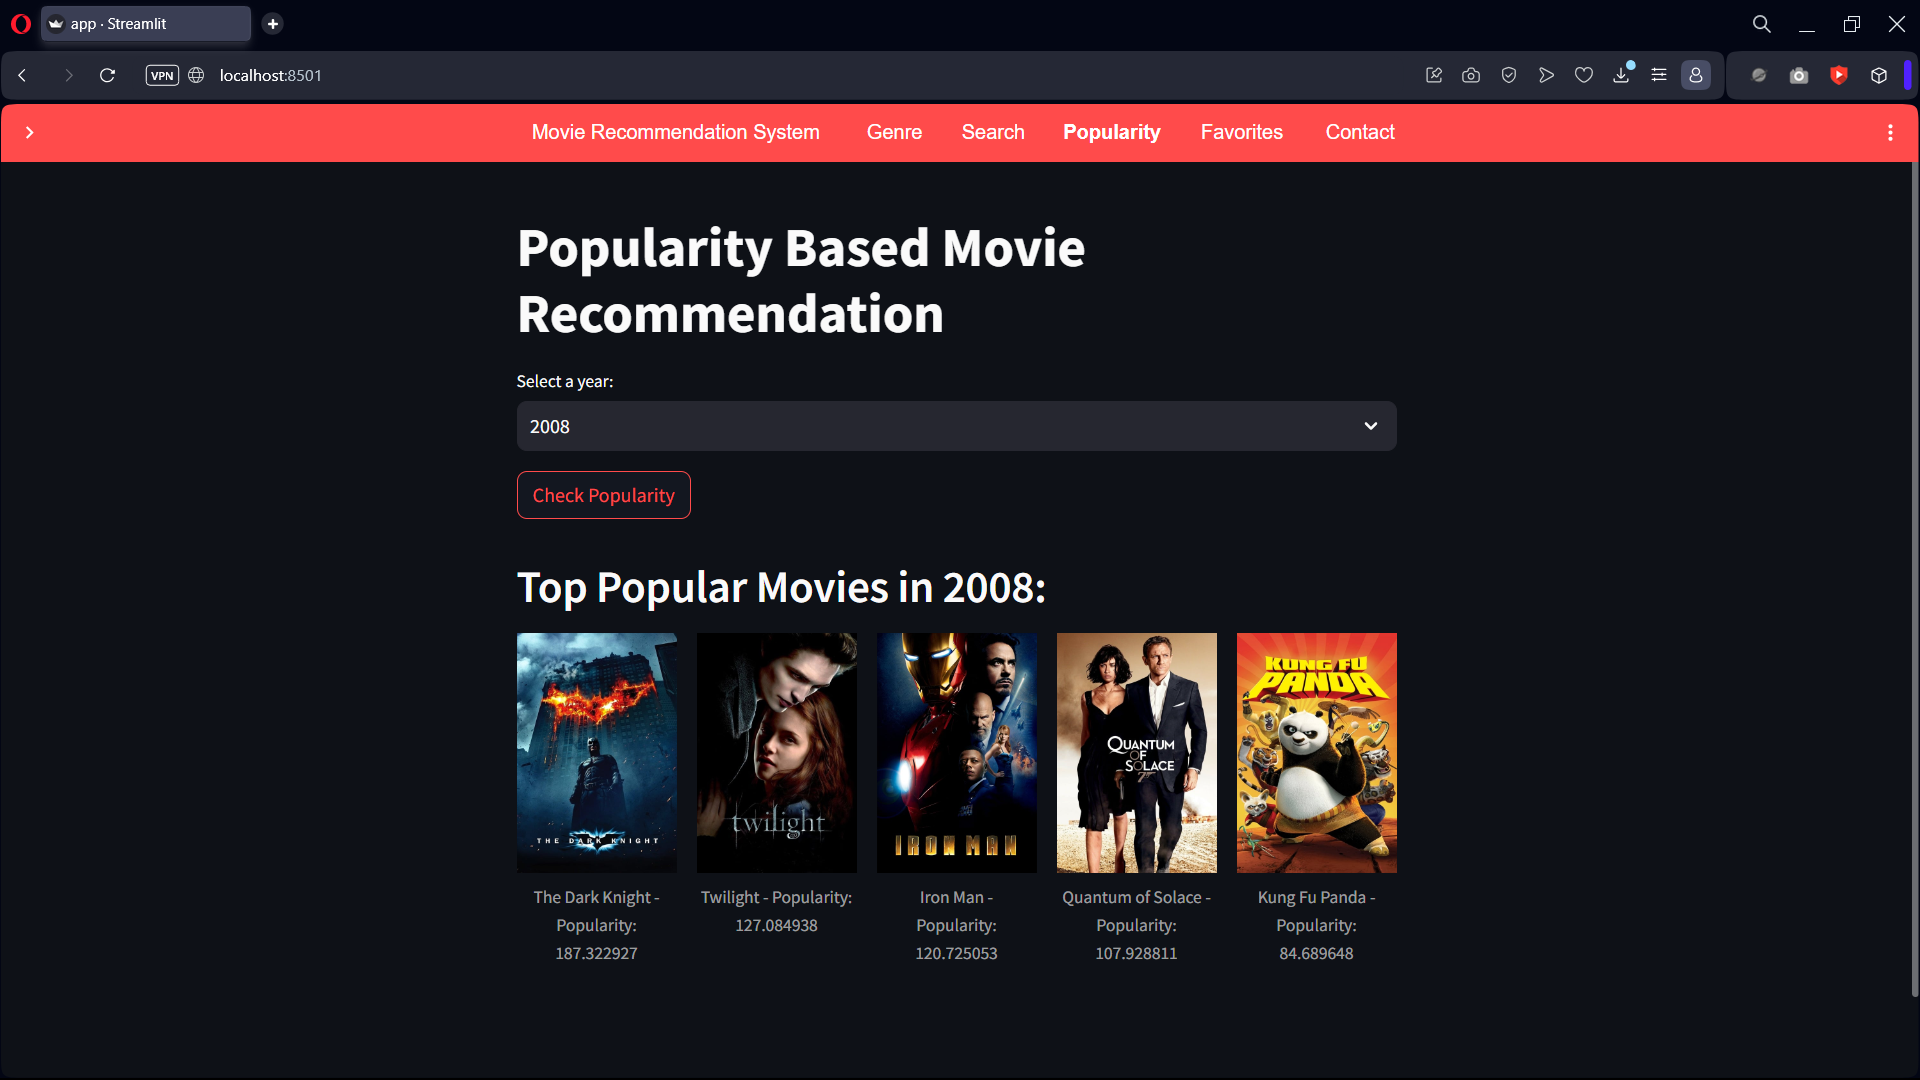 app · Streamlit
VPN
localhost:8501
Movie Recommendation System
Genre
Search
Popularity
Favorites
Contact
Popularity Based Movie
Recommendation
Select a year:
2008
Check Popularity
Top Popular Movies in 2008:
THE DARK KNIGHT
twilight
IRON MAN
QUANTUM
OF
SOLACE
007
KUNG FU
PANDA
The Dark Knight -
Popularity:
187.322927
Twilight - Popularity:
127.084938
Iron Man -
Popularity:
120.725053
Quantum of Solace -
Popularity:
107.928811
Kung Fu Panda -
Popularity:
84.689648